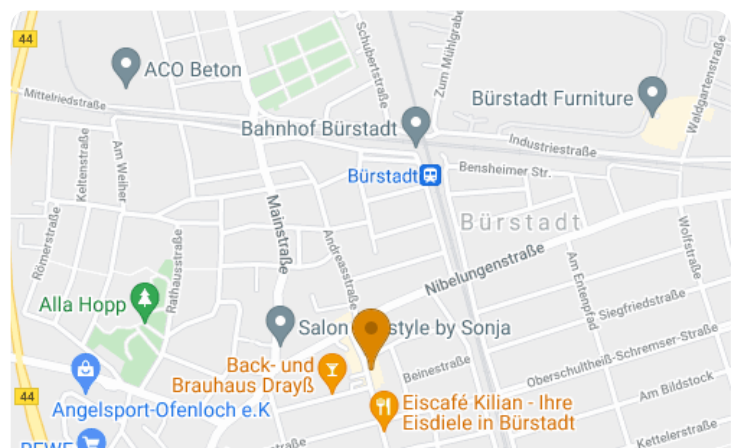 44
ACO Beton
Schubertstraße
Zum Mühlgrabe
Bürstadt Furniture
Waldgartenstraße
Mittelriedstraße
Bahnhof Bürstadt
Industriestraße
Keltenstraße
Am Weiher
Bürstadt
Bensheimer Str.
Mainstraße
Bürstadt
Römerstraße
Rathausstraße
Andreasstraße
Nibelungenstraße
Wolfstraße
Am Entenpfad
Alla Hopp
Siegfriedstraße
Salon
style by Sonja
Back- und
Brauhaus Drayß
Beinestraße
Oberschultheiß-Schremser-Straße
44
Angelsport-Ofenloch e.K
Eiscafé Kilian - Ihre
Eisdiele in Bürstadt
Am Bildstock
Kettelerstraße
REWE